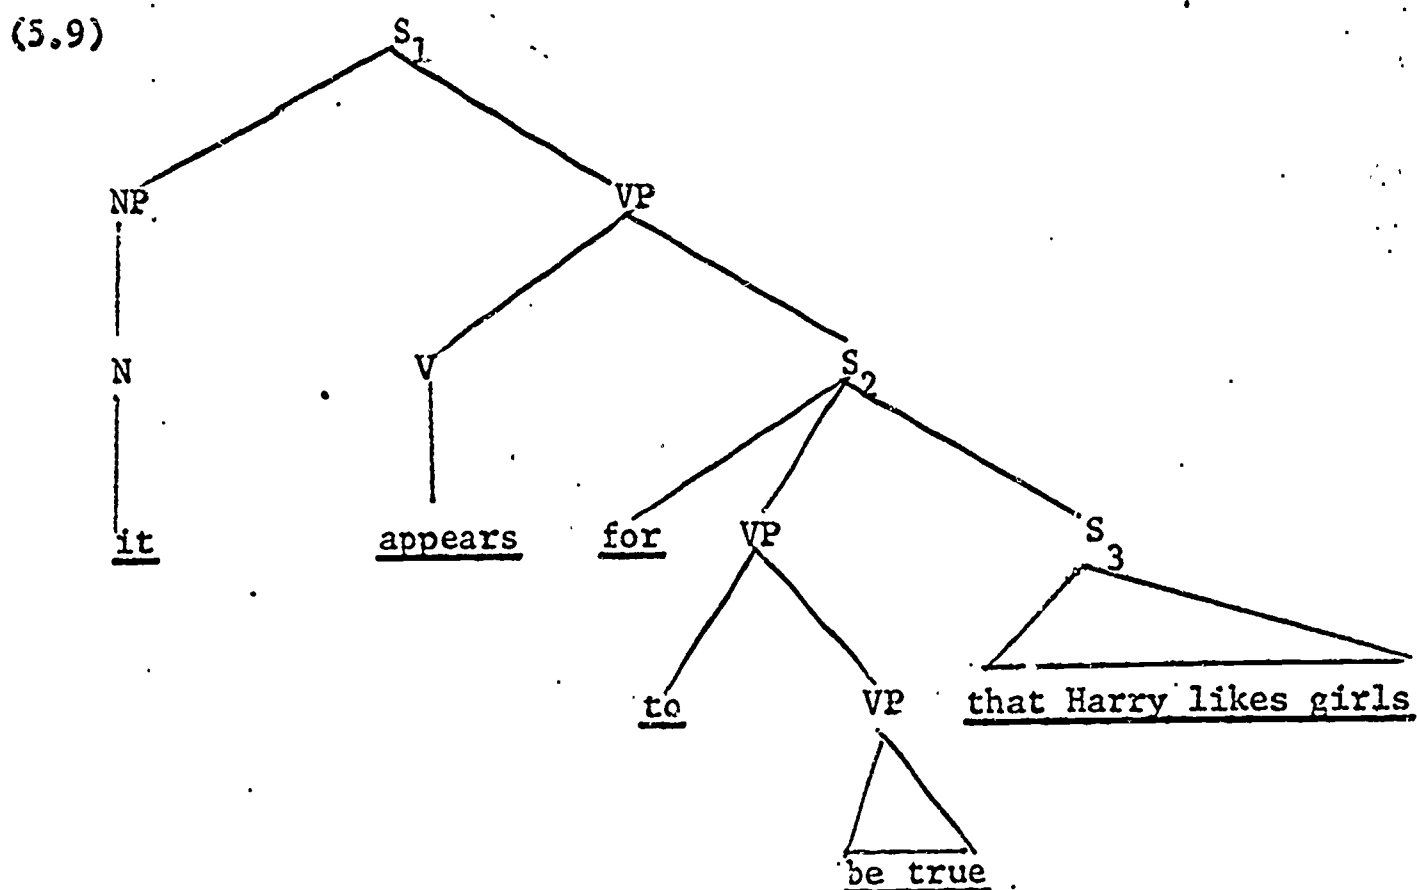 (5.9) S1
NP VP
N V S2
it appears for VP S3
to VP that Harry likes girls
be true